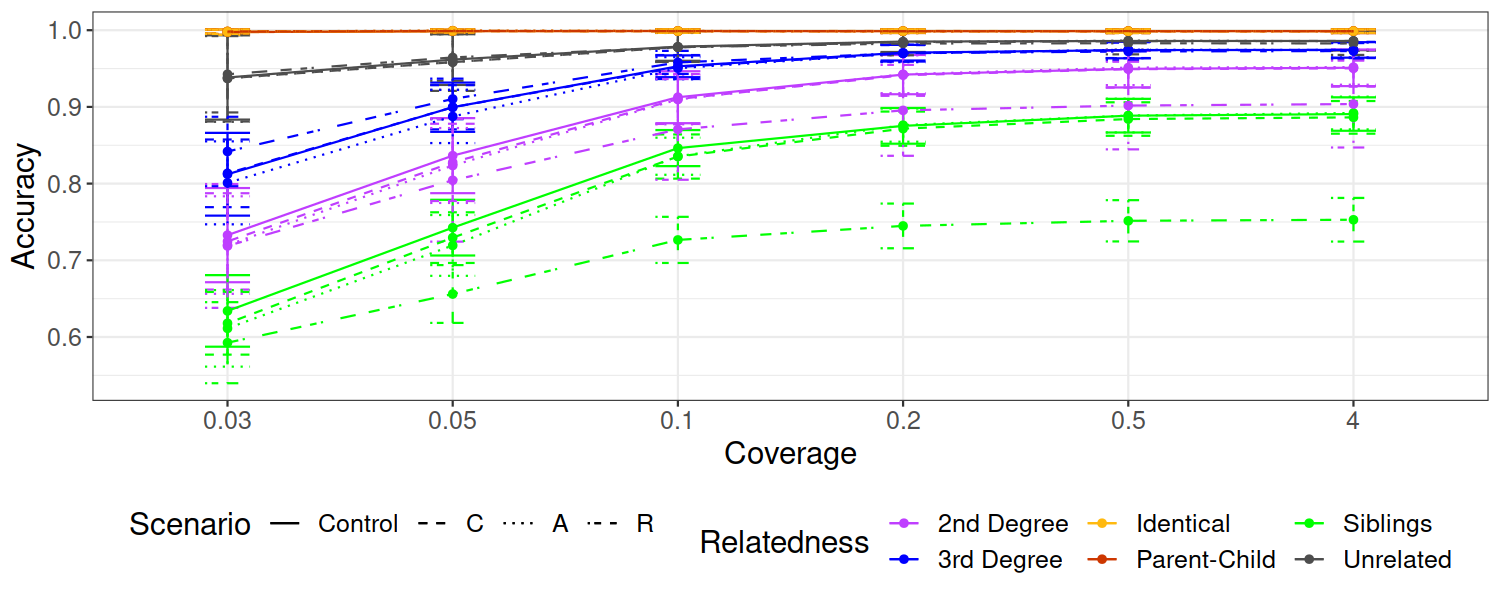 Accuracy
1.0
0.9
0.8
0.7
0.6
0.03 0.05 0.1 0.2 0.5 4
Coverage
Scenario Control C A R
Relatedness
2nd Degree Identical Siblings
3rd Degree Parent-Child Unrelated